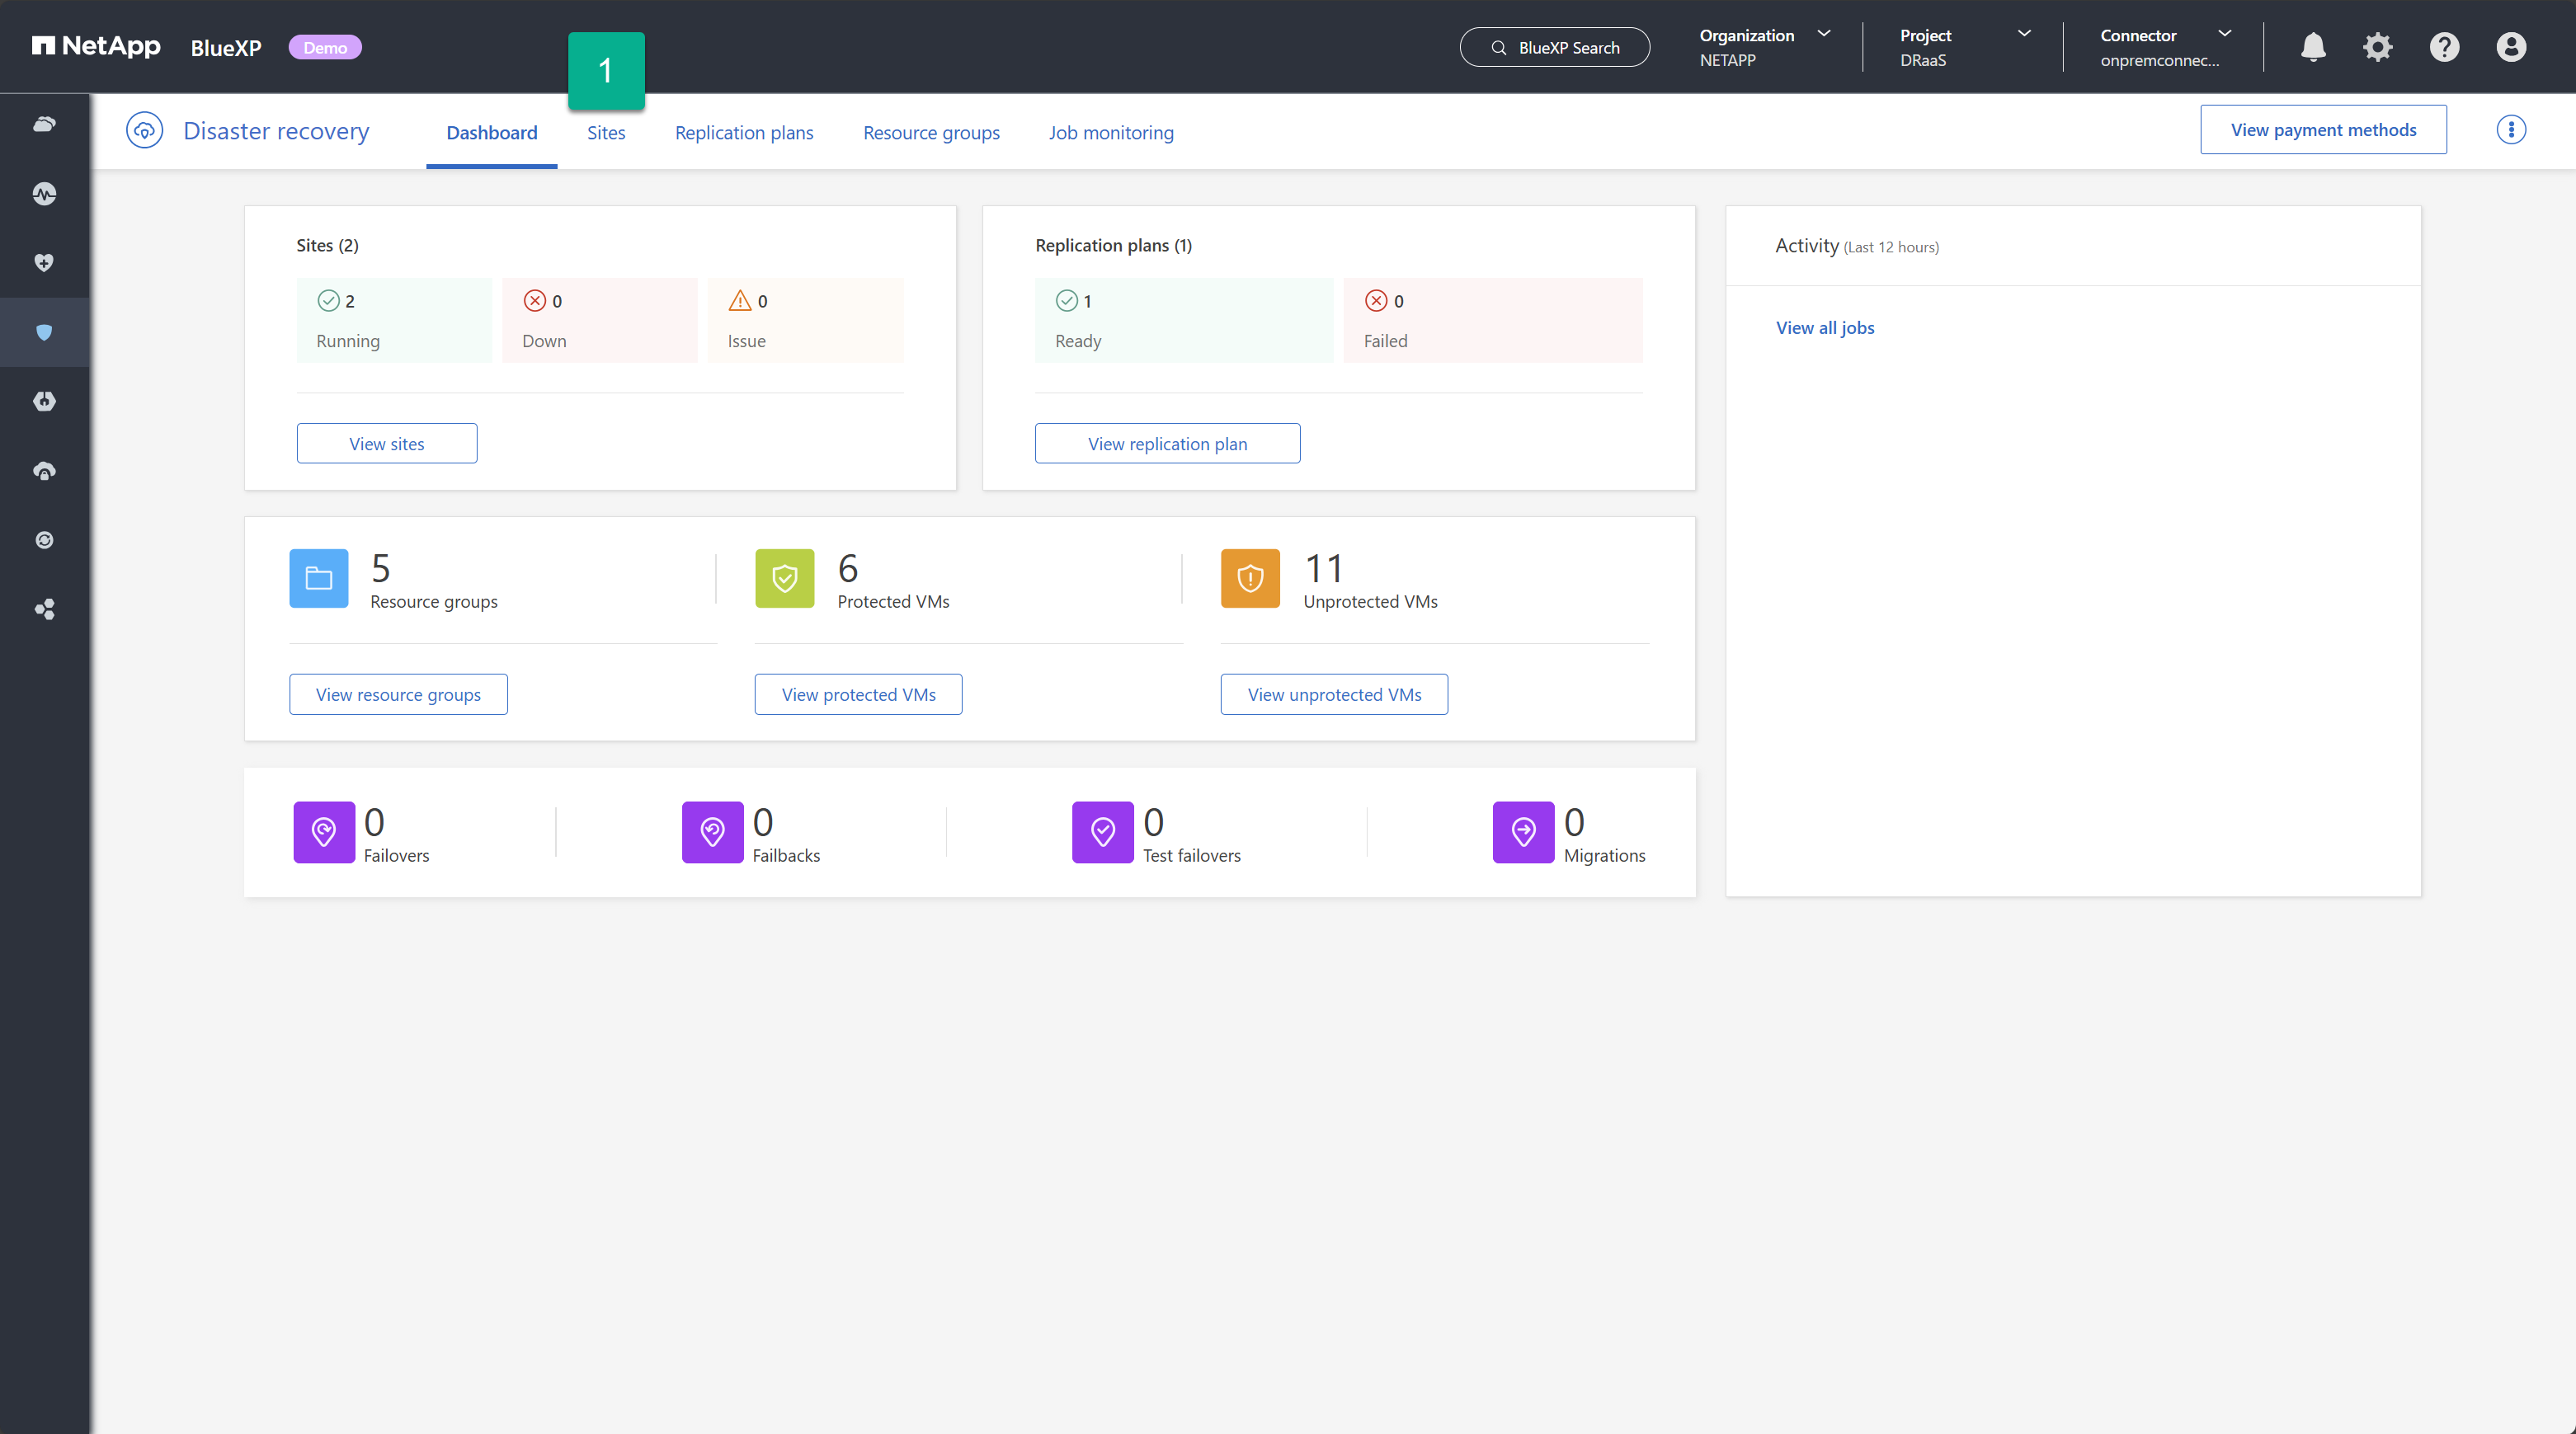 NetApp BlueXP Demo
1
BlueXP Search
Organization
NETAPP
Project
DRaaS
Connector
onpremconnec...
Disaster recovery
Dashboard Sites Replication plans Resource groups Job monitoring
View payment methods
Sites (2)
2
Running
0
Down
0
Issue
View sites
Replication plans (1)
1
Ready
0
Failed
View replication plan
Activity (Last 12 hours)
View all jobs
5
Resource groups
View resource groups
6
Protected VMs
View protected VMs
11
Unprotected VMs
View unprotected VMs
0
Failovers
0
Failbacks
0
Test failovers
0
Migrations